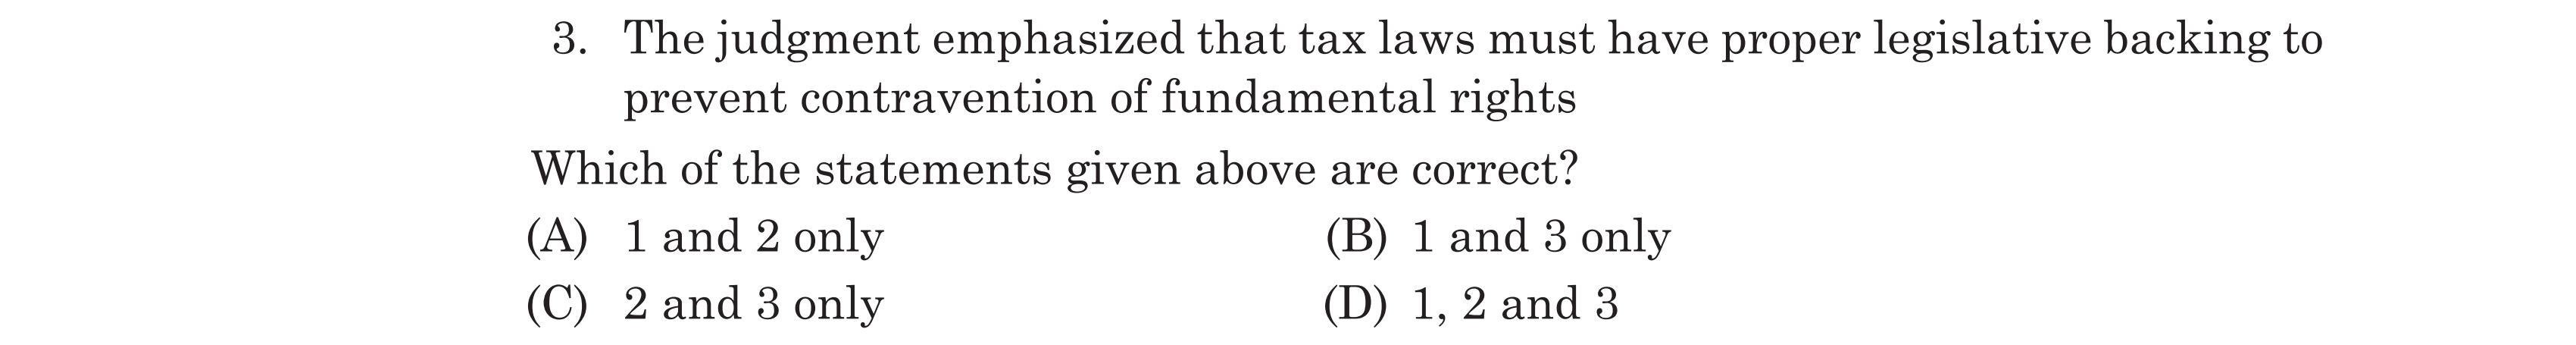 3. The judgment emphasized that tax laws must have proper legislative backing to
prevent contravention of fundamental rights
Which of the statements given above are correct?
(A) 1 and 2 only (B) 1 and 3 only
(C) 2 and 3 only (D) 1, 2 and 3